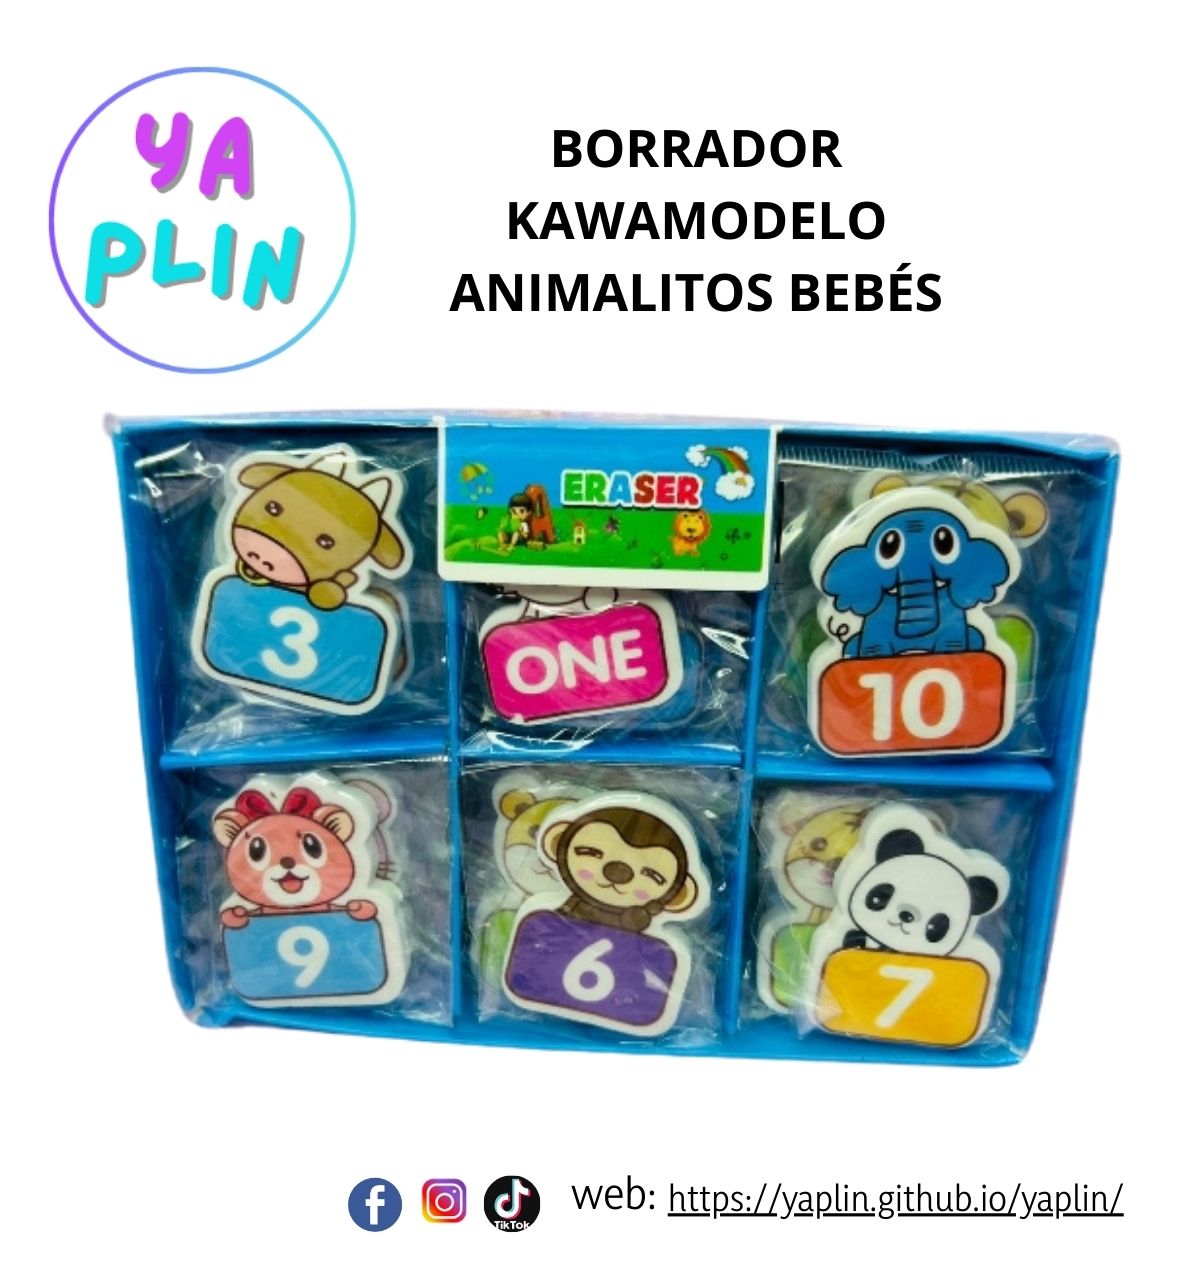 YA
PLIN
BORRADOR
KAWAMODELO
ANIMALITOS BEBÉS
ERASER
3
ONE
10
9
6
7
TikTok
web: https://yaplin.github.io/yaplin/